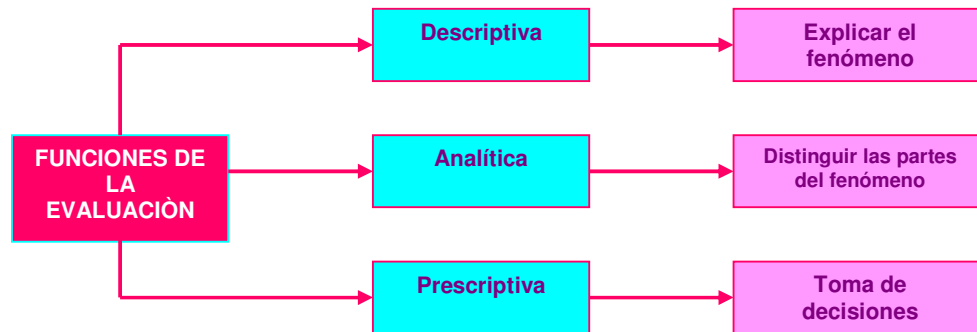 Descriptiva
Explicar el
fenómeno
FUNCIONES DE
LA
EVALUACIÒN
Analítica
Distinguir las partes
del fenómeno
Prescriptiva
Toma de
decisiones